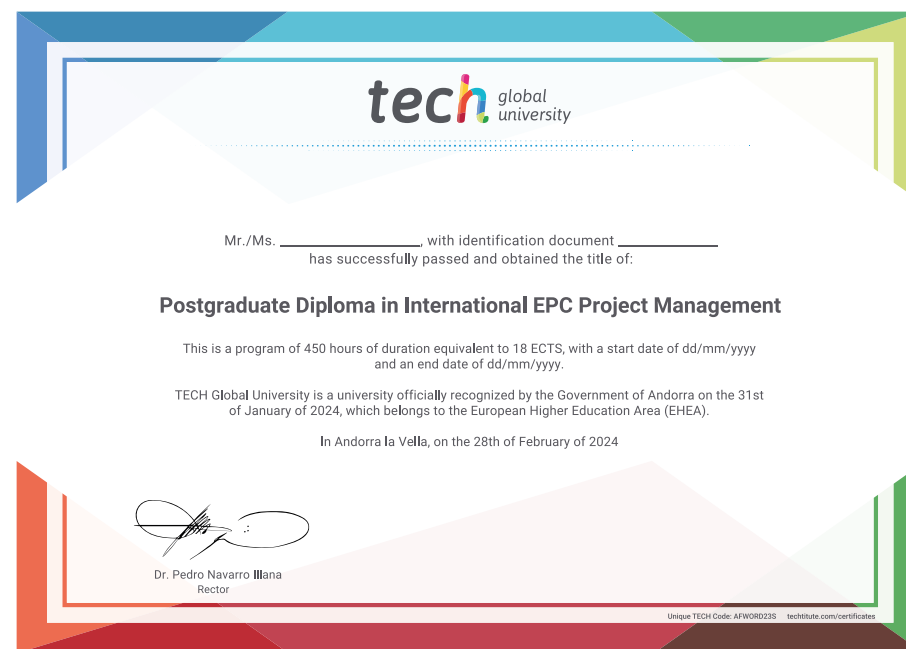 tech global
university
Mr./Ms. ____________________, with identification document ______________
has successfully passed and obtained the title of:
Postgraduate Diploma in International EPC Project Management
This is a program of 450 hours of duration equivalent to 18 ECTS, with a start date of dd/mm/yyyy
and an end date of dd/mm/yyyy.
TECH Global University is a university officially recognized by the Government of Andorra on the 31st
of January of 2024, which belongs to the European Higher Education Area (EHEA).
In Andorra la Vella, on the 28th of February of 2024
Dr. Pedro Navarro Illana
Rector
Unique TECH Code: AFWORD23S techtitute.com/certificates